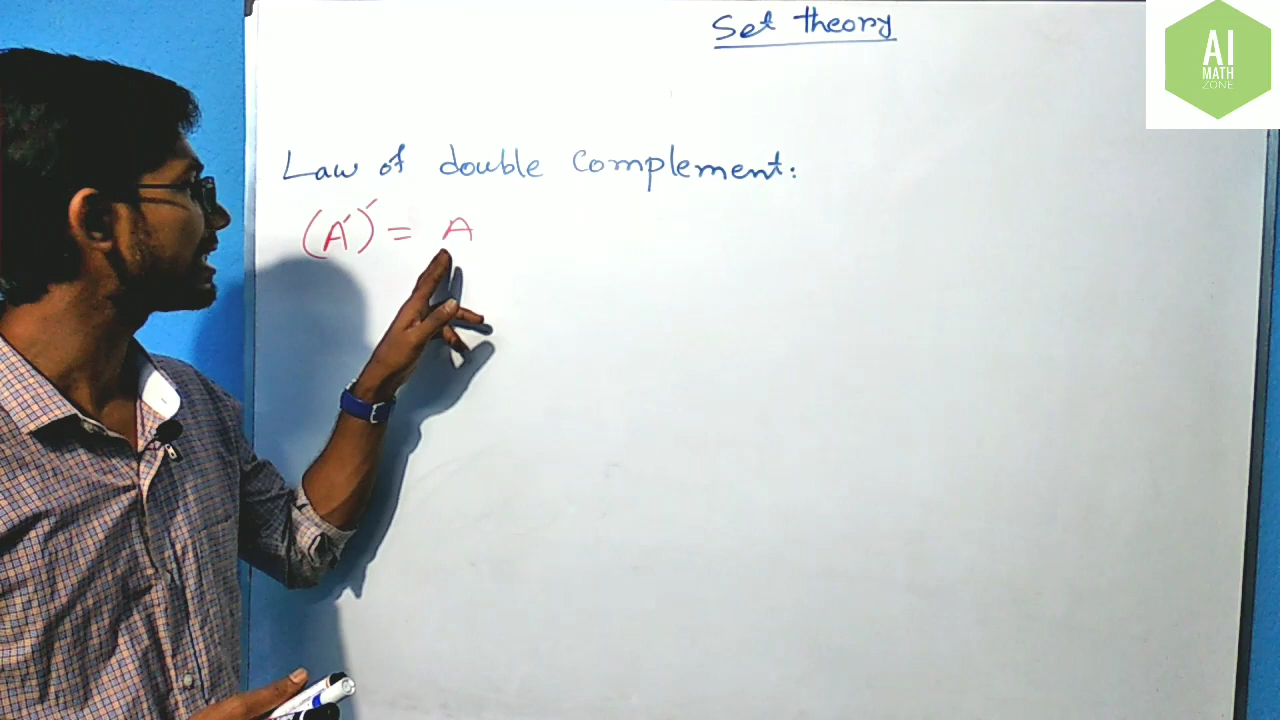 Set theory
AI
MATH
ZONE
Law of double complement:
(A′)′ = A